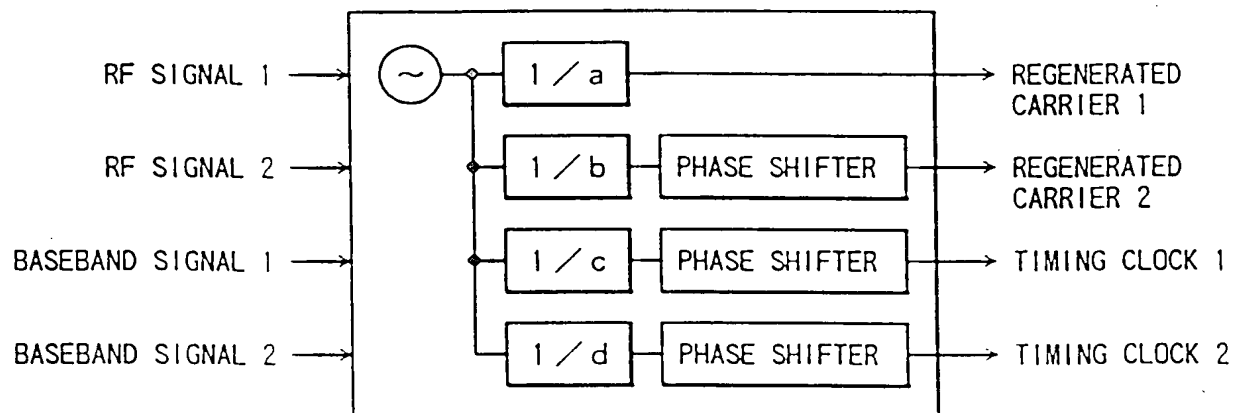 RF SIGNAL 1
~
1/a
REGENERATED
CARRIER 1
RF SIGNAL 2
1/b
PHASE SHIFTER
REGENERATED
CARRIER 2
BASEBAND SIGNAL 1
1/c
PHASE SHIFTER
TIMING CLOCK 1
BASEBAND SIGNAL 2
1/d
PHASE SHIFTER
TIMING CLOCK 2